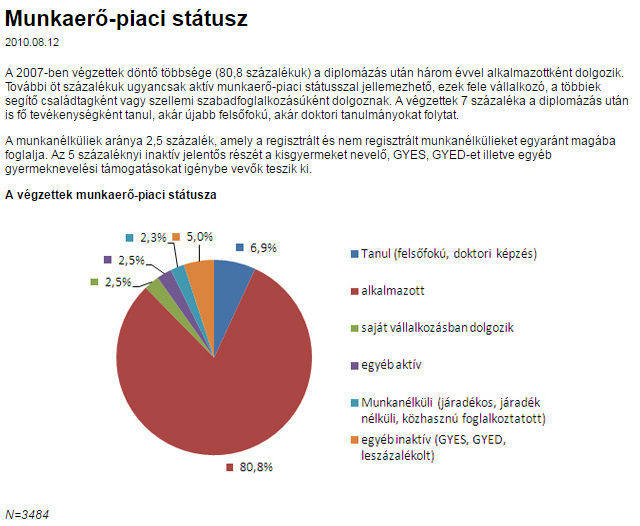 Munkaerő-piaci státusz
2010.08.12
A 2007-ben végzettek döntő többsége (80,8 százalékuk) a diplomázás után három évvel alkalmazottként dolgozik.
További öt százalékuk ugyancsak aktív munkaerő-piaci státusszal jellemezhető, ezek fele vállalkozó, a többiek
segítő családtagként vagy szellemi szabadfoglalkozásúként dolgoznak. A végzettek 7 százaléka a diplomázás után
is fő tevékenységként tanul, akár újabb felsőfokú, akár doktori tanulmányokat folytat.
A munkanélküliek aránya 2,5 százalék, amely a regisztrált és nem regisztrált munkanélkülieket egyaránt magába
foglalja. Az 5 százaléknyi inaktív jelentős részét a kisgyermeket nevelő, GYES, GYED-et illetve egyéb
gyermeknevelési támogatásokat igénybe vevők teszik ki.
A végzettek munkaerő-piaci státusza
2,3%
5,0%
6,9%
2,5%
2,5%
80,8%
Tanul (felsőfokú, doktori képzés)
alkalmazott
saját vállalkozásban dolgozik
egyéb aktív
Munkanélküli (járadékos, járadék
nélküli, közhasznú foglalkoztatott)
egyéb inaktív (GYES, GYED,
leszázalékolt)
N=3484